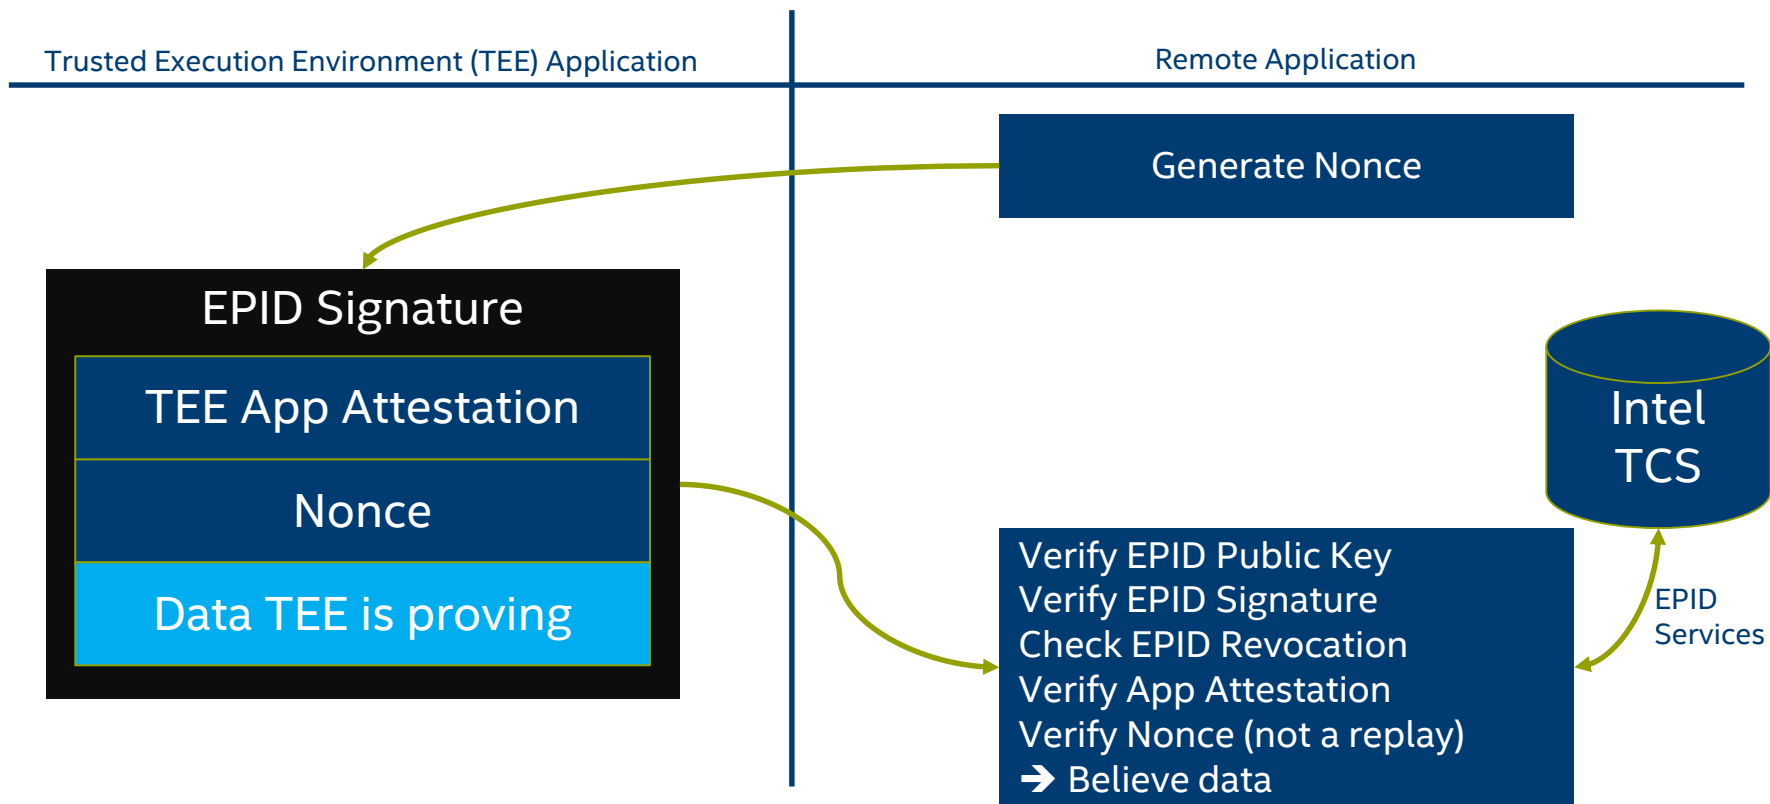 Trusted Execution Environment (TEE) Application
Remote Application
Generate Nonce
EPID Signature
TEE App Attestation
Nonce
Data TEE is proving
Intel
TCS
Verify EPID Public Key
Verify EPID Signature
Check EPID Revocation
Verify App Attestation
Verify Nonce (not a replay)
➔ Believe data
EPID
Services